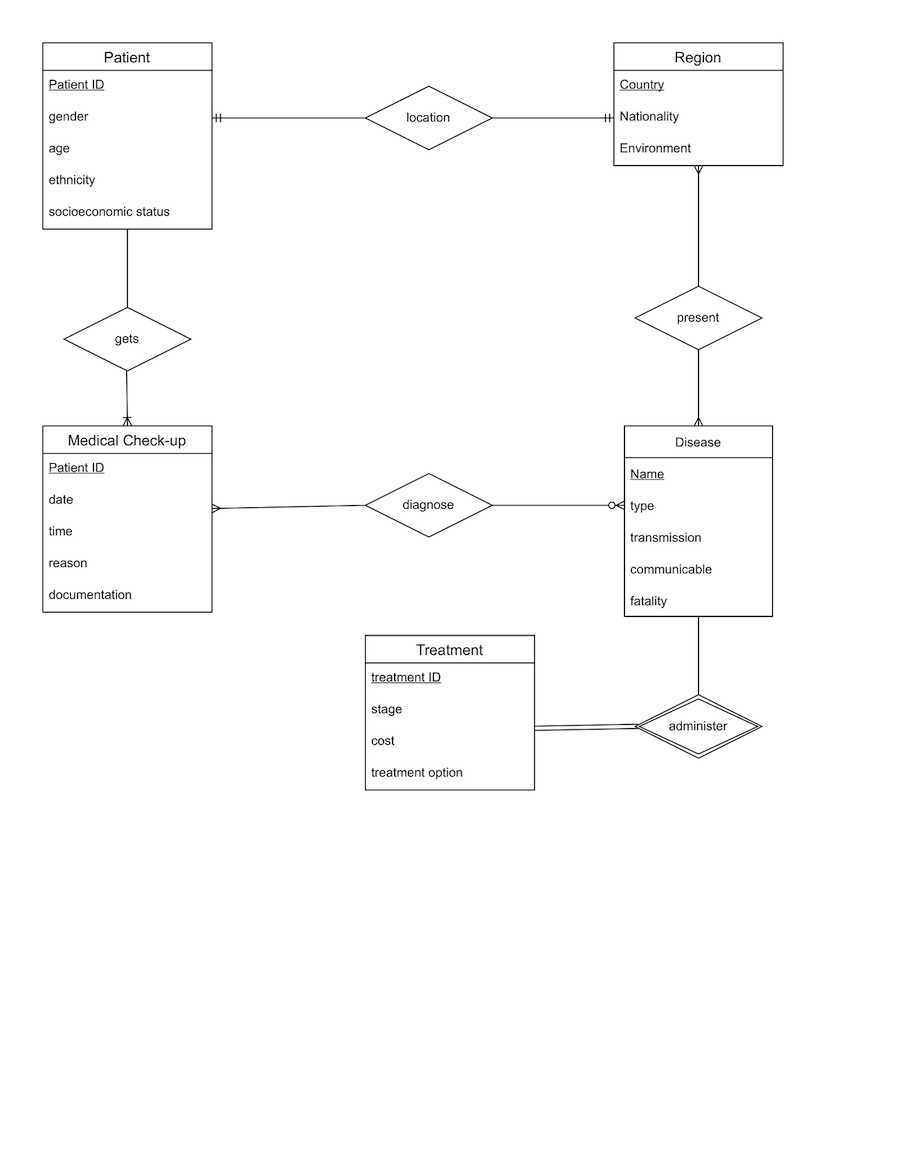 Patient
Patient ID
gender
age
ethnicity
socioeconomic status
location
Region
Country
Nationality
Environment
gets
present
Medical Check-up
Patient ID
date
time
reason
documentation
diagnose
Disease
Name
type
transmission
communicable
fatality
Treatment
treatment ID
stage
cost
treatment option
administer